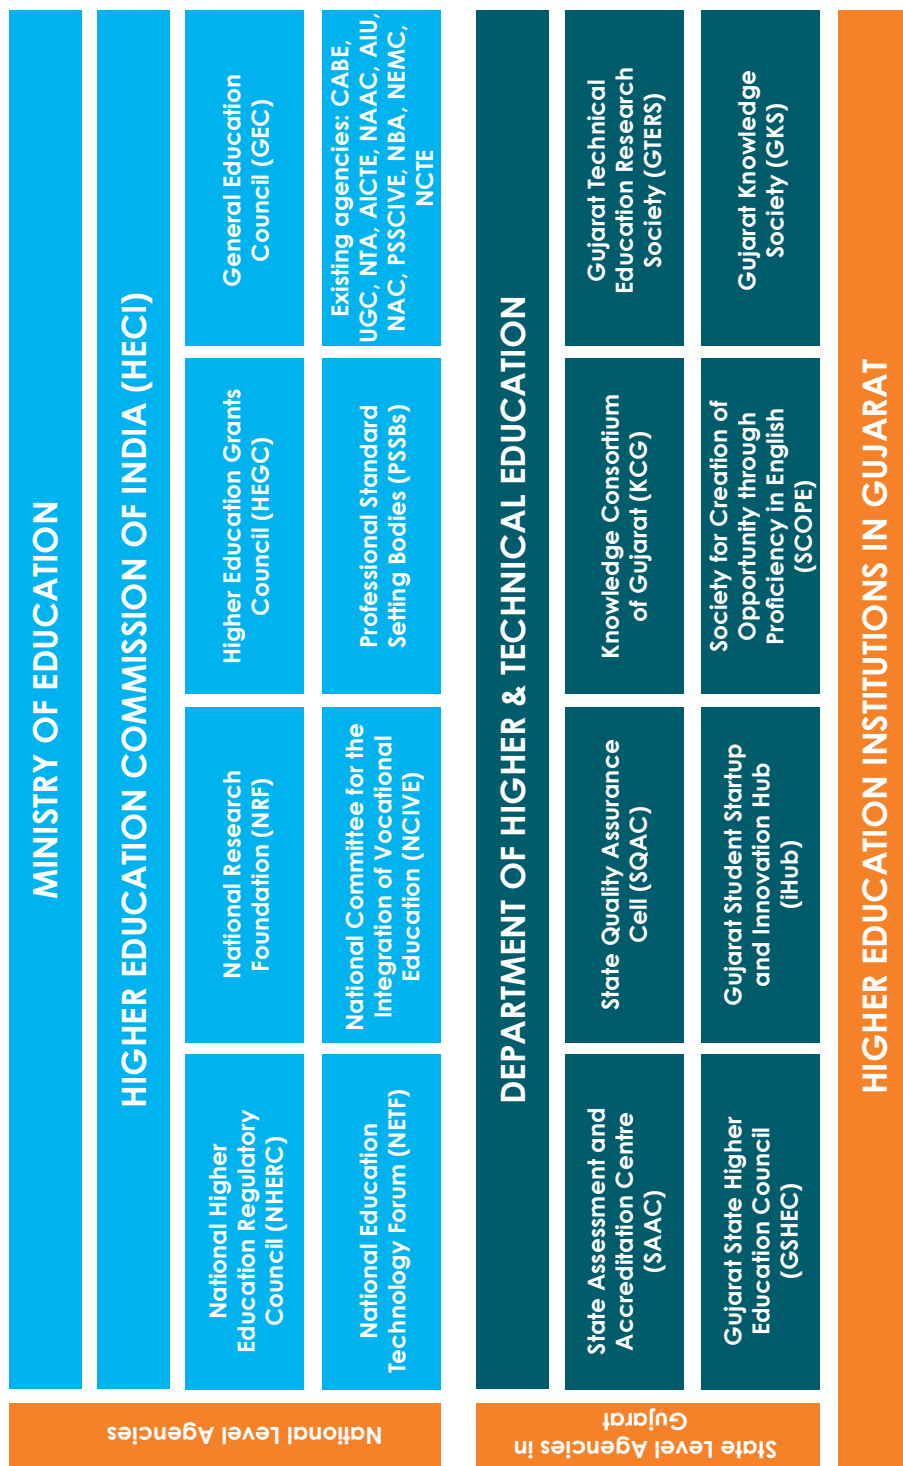 MINISTRY OF EDUCATION
HIGHER EDUCATION COMMISSION OF INDIA (HECI)
National Level Agencies
National Higher
Education Regulatory
Council (NHERC)
National Research
Foundation (NRF)
Higher Education Grants
Council (HEGC)
General Education
Council (GEC)
National Education
Technology Forum (NETF)
National Committee for the
Integration of Vocational
Education (NCIVE)
Professional Standard
Setting Bodies (PSSBs)
Existing agencies: CABE,
UGC, NTA, AICTE, NAAC, AIU,
NAC, PSSCIVE, NBA, NEMC,
NCTE
DEPARTMENT OF HIGHER & TECHNICAL EDUCATION
State Level Agencies in
Gujarat
State Assessment and
Accreditation Centre
(SAAC)
State Quality Assurance
Cell (SQAC)
Knowledge Consortium
of Gujarat (KCG)
Gujarat Technical
Education Research
Society (GTERS)
Gujarat State Higher
Education Council
(GSHEC)
Gujarat Student Startup
and Innovation Hub
(iHub)
Society for Creation of
Opportunity through
Proficiency in English
(SCOPE)
Gujarat Knowledge
Society (GKS)
HIGHER EDUCATION INSTITUTIONS IN GUJARAT